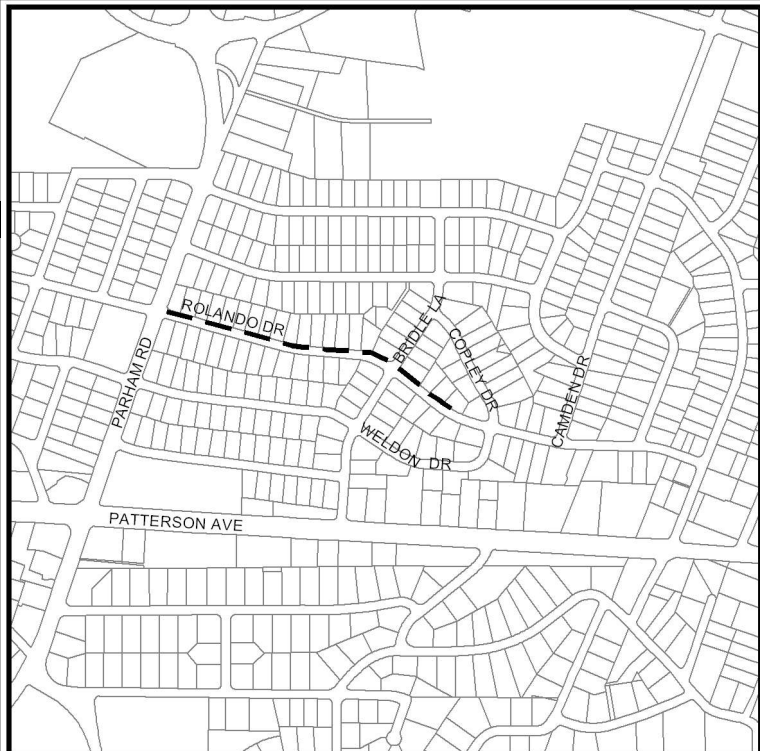 ROLANDO DR
BRIDLE LA
COPLEY DR
PARHAM RD
CAMDEN DR
WELDON DR
PATTERSON AVE